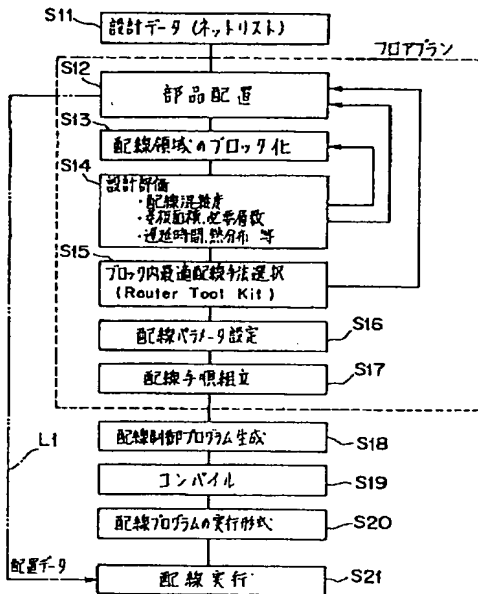 S11
設計データ(ネットリスト)
フロアプラン
S12
部品配置
S13
配線領域のブロック化
S14
設計評価
・配線混雑度
・基板面積,必要層数
・遅延時間,熱分布 等
S15
ブロック内最適配線手法選択
(Router Tool Kit)
配線パラメータ設定
S16
配線手順組立
S17
L1
配線制御プログラム生成
S18
コンパイル
S19
配線プログラムの実行形式
S20
配置データ
配線実行
S21